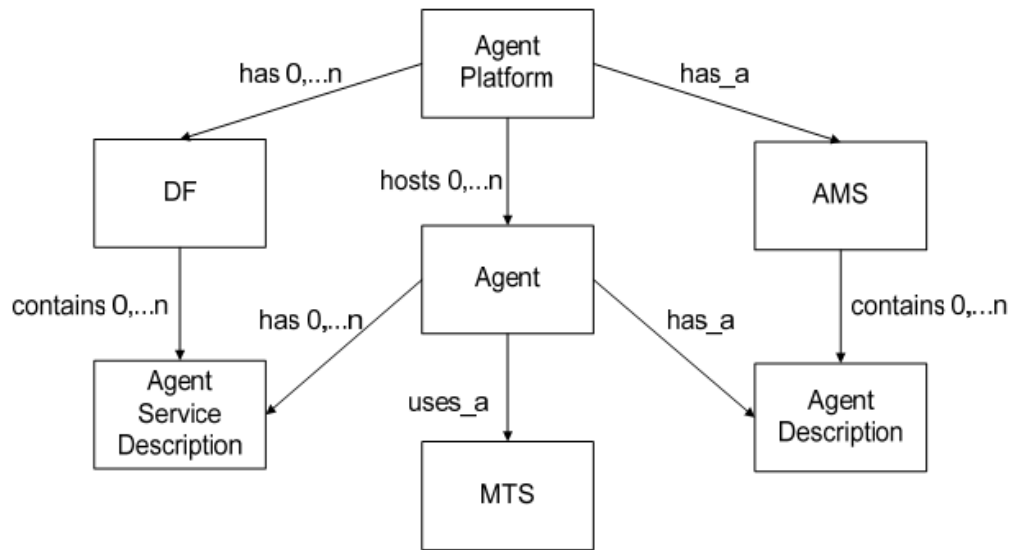 Agent
Platform
has 0,...n
has_a
DF
hosts 0,...n
AMS
contains 0,...n
Agent
contains 0,...n
has 0,...n
has_a
Agent
Service
Description
uses_a
Agent
Description
MTS